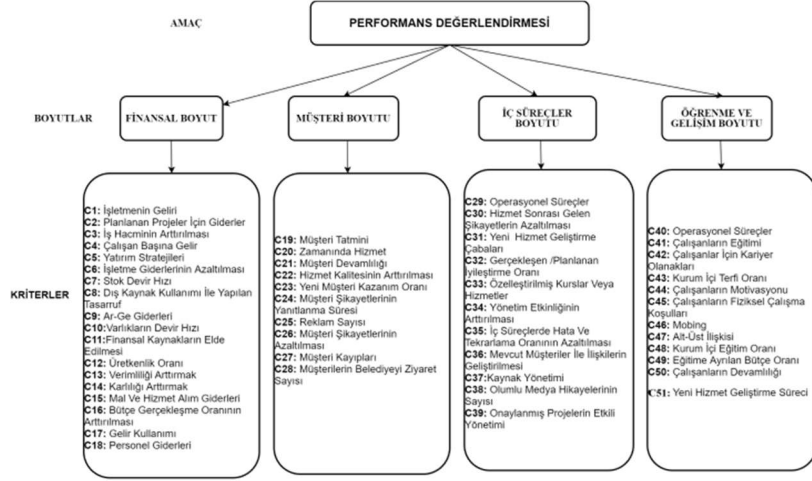 AMAÇ
PERFORMANS DEĞERLENDİRMESİ
BOYUTLAR
FİNANSAL BOYUT
MÜŞTERİ BOYUTU
İÇ SÜREÇLER
BOYUTU
ÖĞRENME VE
GELİŞİM BOYUTU
KRİTERLER
C1: İşletmenin Geliri
C2: Planlanan Projeler İçin Giderler
C3: İş Hacminin Arttırılması
C4: Çalışan Başına Gelir
C5: Yatırım Stratejileri
C6: İşletme Giderlerinin Azaltılması
C7: Stok Devir Hızı
C8: Dış Kaynak Kullanımı İle Yapılan
Tasarruf
C9: Ar-Ge Giderleri
C10:Varlıkların Devir Hızı
C11:Finansal Kaynakların Elde
Edilmesi
C12: Üretkenlik Oranı
C13: Verimliliği Arttırmak
C14: Karlılığı Arttırmak
C15: Mal Ve Hizmet Alım Giderleri
C16: Bütçe Gerçekleşme Oranının
Arttırılması
C17: Gelir Kullanımı
C18: Personel Giderleri
C19: Müşteri Tatmini
C20: Zamanında Hizmet
C21: Müşteri Devamlılığı
C22: Hizmet Kalitesinin Arttırılması
C23: Yeni Müşteri Kazanım Oranı
C24: Müşteri Şikayetlerinin
Yanıtlanma Süresi
C25: Reklam Sayısı
C26: Müşteri Şikayetlerinin
Azaltılması
C27: Müşteri Kayıpları
C28: Müşterilerin Belediyeyi Ziyaret
Sayısı
C29: Operasyonel Süreçler
C30: Hizmet Sonrası Gelen
Şikayetlerin Azaltılması
C31: Yeni Hizmet Geliştirme
Çabaları
C32: Gerçekleşen /Planlanan
İyileştirme Oranı
C33: Özelleştirilmiş Kurslar Veya
Hizmetler
C34: Yönetim Etkinliğinin
Arttırılması
C35: İç Süreçlerde Hata Ve
Tekrarlama Oranının Azaltılması
C36: Mevcut Müşteriler İle İlişkilerin
Geliştirilmesi
C37:Kaynak Yönetimi
C38: Olumlu Medya Hikayelerinin
Sayısı
C39: Onaylanmış Projelerin Etkili
Yönetimi
C40: Operasyonel Süreçler
C41: Çalışanların Eğitimi
C42: Çalışanlar İçin Kariyer
Olanakları
C43: Kurum İçi Terfi Oranı
C44: Çalışanların Motivasyonu
C45: Çalışanların Fiziksel Çalışma
Koşulları
C46: Mobing
C47: Alt-Üst İlişkisi
C48: Kurum İçi Eğitim Oranı
C49: Eğitime Ayrılan Bütçe Oranı
C50: Çalışanların Devamlılığı
C51: Yeni Hizmet Geliştirme Süreci